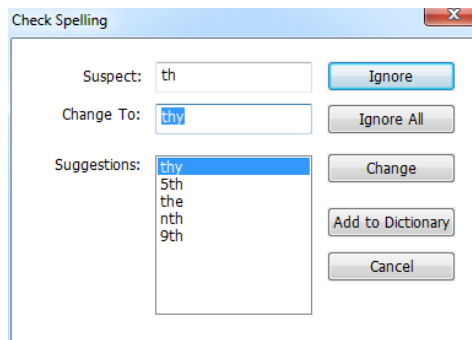 Check Spelling
Suspect: th Ignore
Change To: thy Ignore All
Suggestions: thy Change
5th
the
nth Add to Dictionary
9th
Cancel